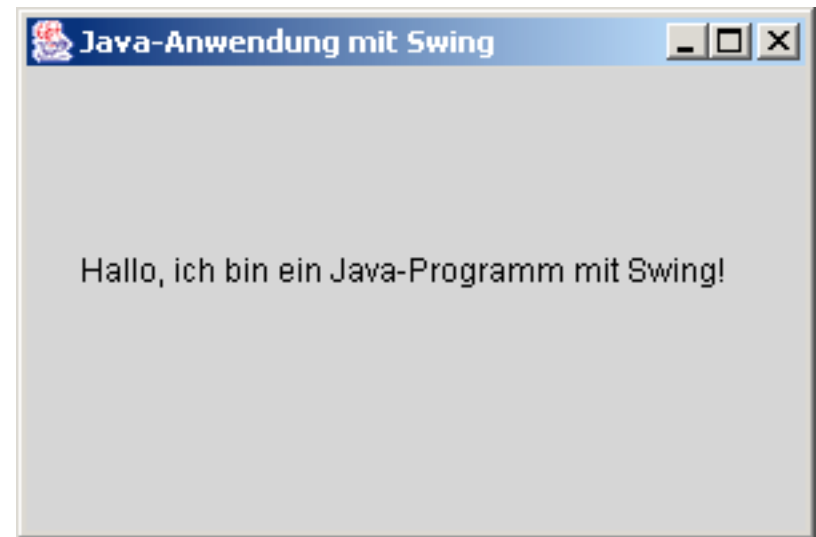 Java-Anwendung mit Swing
Hallo, ich bin ein Java-Programm mit Swing!